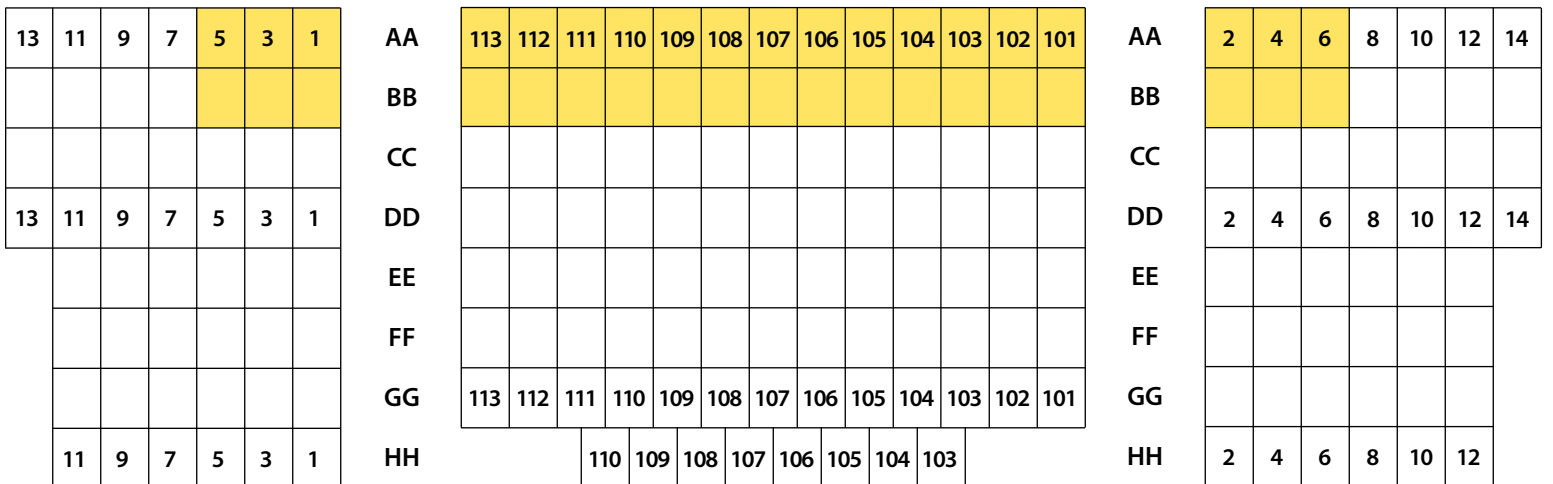 13 11 9 7 5 3 1 AA 113 112 111 110 109 108 107 106 105 104 103 102 101 AA 2 4 6 8 10 12 14
BB BB
CC CC
13 11 9 7 5 3 1 DD DD 2 4 6 8 10 12 14
EE EE
FF FF
GG 113 112 111 110 109 108 107 106 105 104 103 102 101 GG
11 9 7 5 3 1 HH 110 109 108 107 106 105 104 103 HH 2 4 6 8 10 12